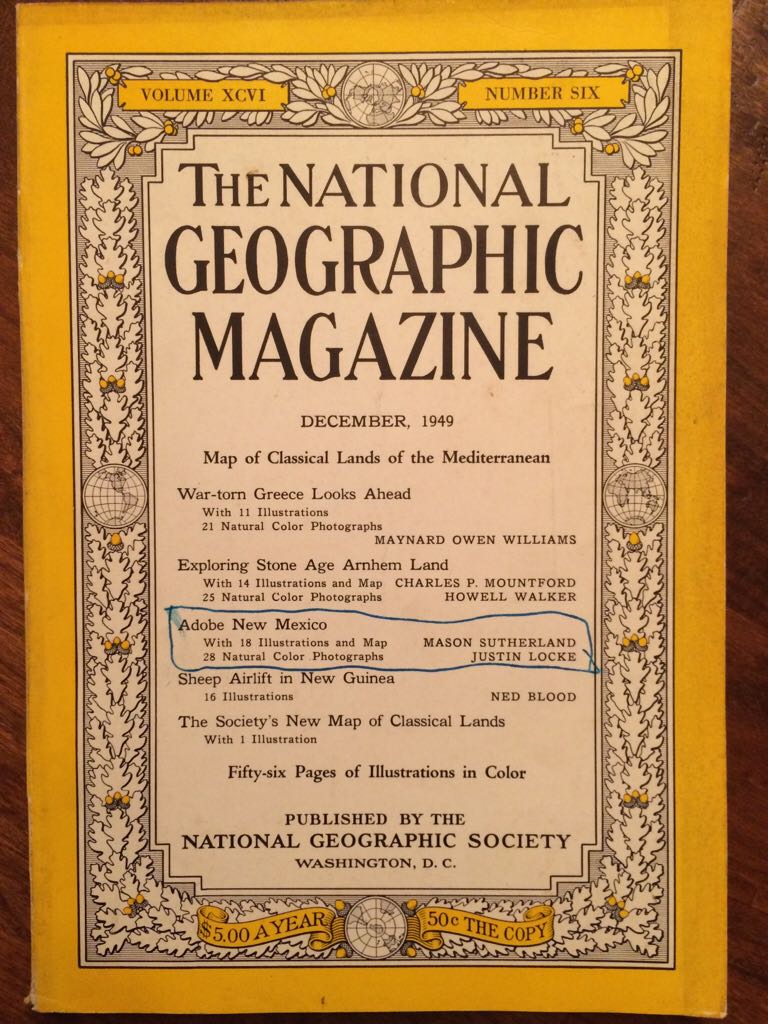 VOLUME XCVI
NUMBER SIX
THE NATIONAL
GEOGRAPHIC
MAGAZINE
DECEMBER, 1949
Map of Classical Lands of the Mediterranean
War-torn Greece Looks Ahead
With 11 Illustrations
21 Natural Color Photographs
MAYNARD OWEN WILLIAMS
Exploring Stone Age Arnhem Land
With 14 Illustrations and Map CHARLES P. MOUNTFORD
25 Natural Color Photographs HOWELL WALKER
Adobe New Mexico
With 18 Illustrations and Map MASON SUTHERLAND
28 Natural Color Photographs JUSTIN LOCKE
Sheep Airlift in New Guinea
16 Illustrations NED BLOOD
The Society's New Map of Classical Lands
With 1 Illustration
Fifty-six Pages of Illustrations in Color
PUBLISHED BY THE
NATIONAL GEOGRAPHIC SOCIETY
WASHINGTON, D. C.
$5.00 A YEAR
50c THE COPY